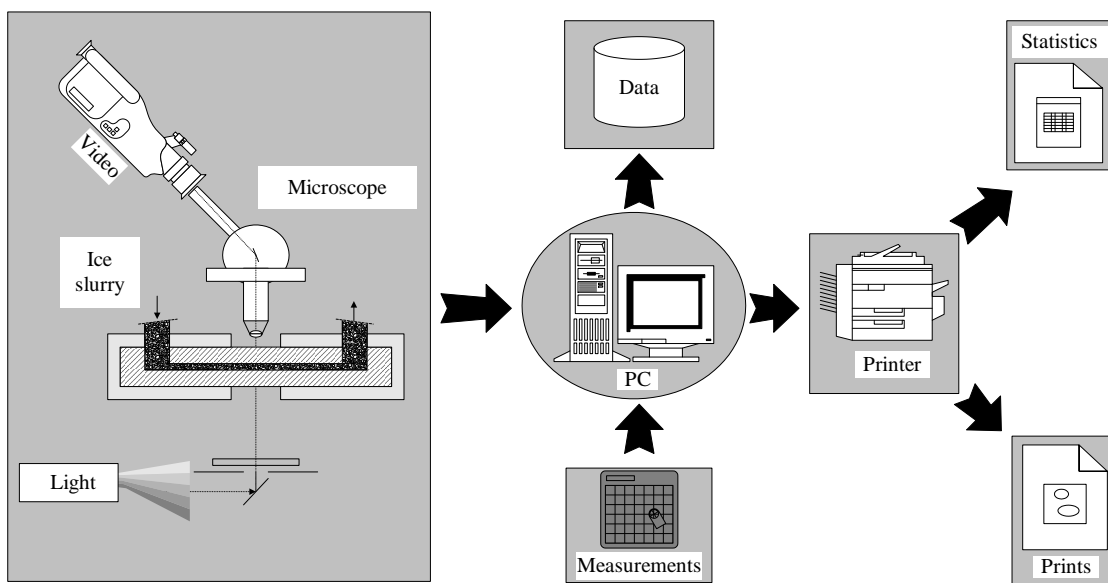 Video
Microscope
Ice
slurry
Light
Data
PC
Measurements
Printer
Statistics
Prints